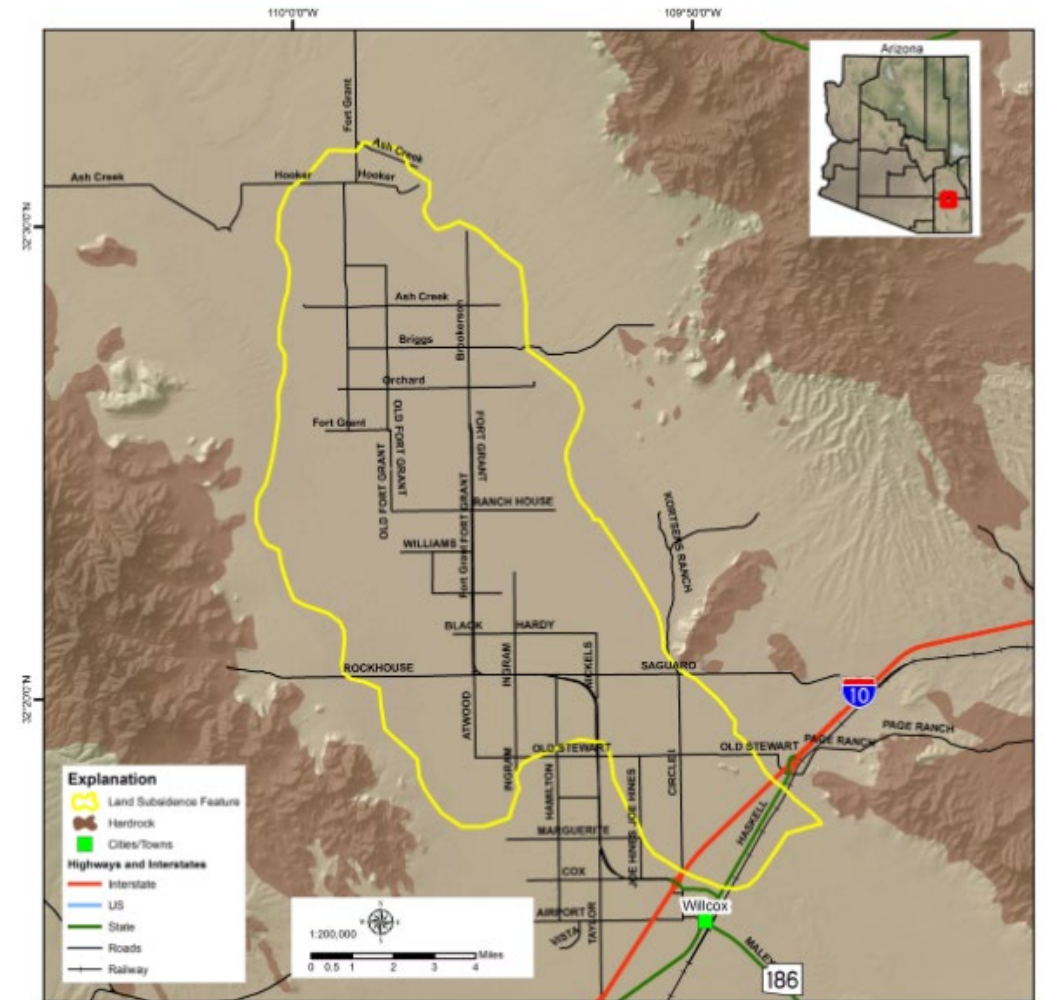 110°0'0"W
109°50'0"W
Arizona
Fort Grant
Ash Creek
Ash Creek
Hooker
Hooker
32°30'0"N
Ash Creek
Brookerson
Briggs
Orchard
Fort Grant
OLD FORT GRANT
FORT GRANT
OLD FORT GRANT
Fort Grant FORT GRANT
RANCH HOUSE
KORTSENS RANCH
WILLIAMS
BLACK
HARDY
INGRAM
MICKELS
ROCKHOUSE
SAGUARO
32°20'0"N
10
ATWOOD
PAGE RANCH
PAGE RANCH
OLD STEWART
OLD STEWART
INGRAM
HAMILTON
JOE HINES
CIRCLE I
HASKELL
MARGUERITE
JOE HINES
COX
AIRPORT
TAYLOR
VISTA
Willcox
MALEY
186
Explanation
Land Subsidence Feature
Hardrock
Cities/Towns
Highways and Interstates
Interstate
US
State
Roads
Railway
1:200,000
0 0.5 1 2 3 4 Miles